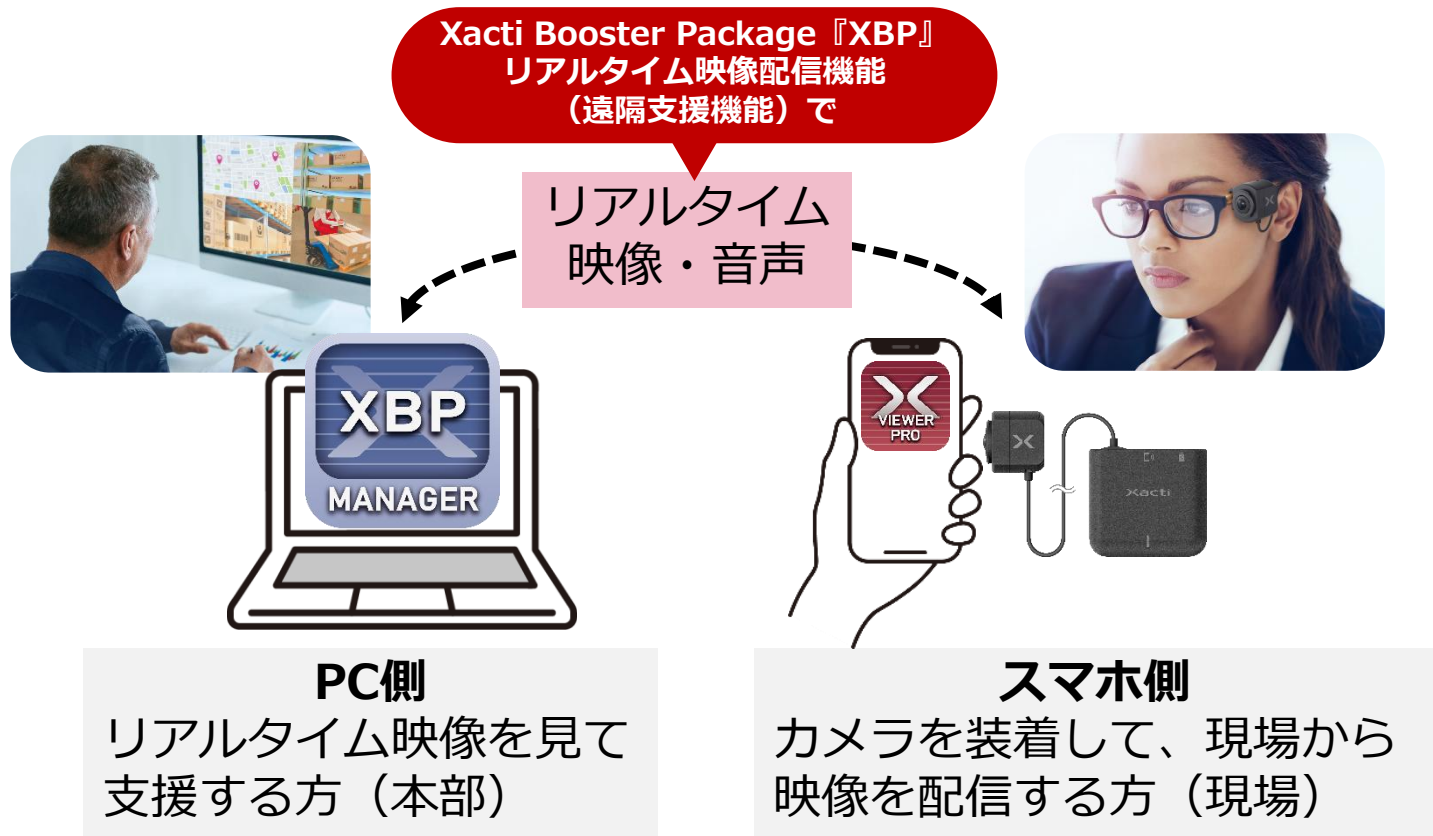 Xacti Booster Package『XBP』
リアルタイム映像配信機能
（遠隔支援機能）で
リアルタイム
映像・音声
XBP
MANAGER
VIEWER
PRO
xacti
PC側
リアルタイム映像を見て
支援する方（本部）
スマホ側
カメラを装着して、現場から
映像を配信する方（現場）